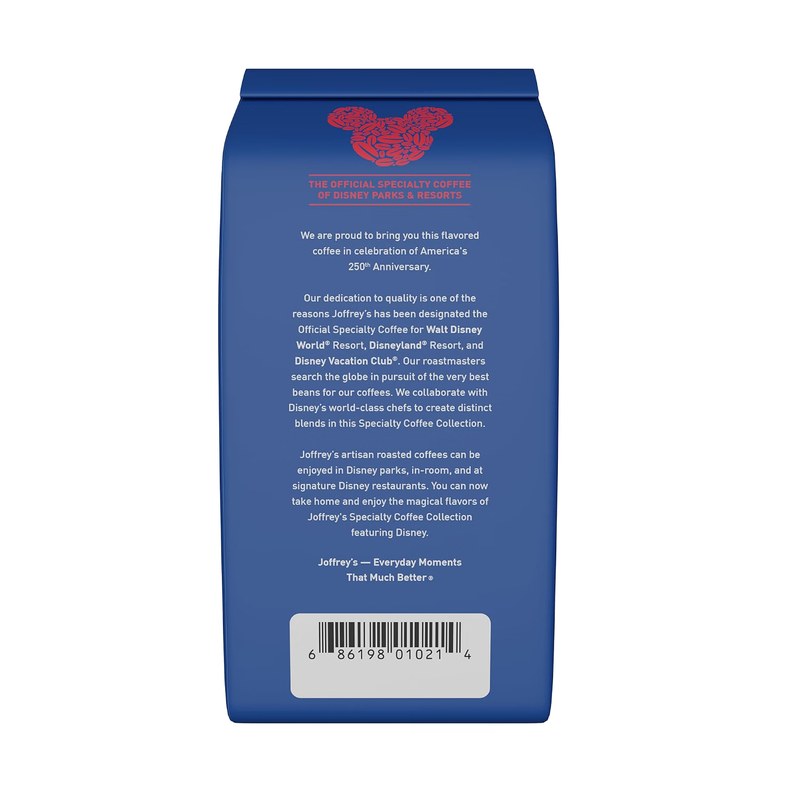 THE OFFICIAL SPECIALTY COFFEE
OF DISNEY PARKS & RESORTS
We are proud to bring you this flavored
coffee in celebration of America's
250th Anniversary.
Our dedication to quality is one of the
reasons Joffrey's has been designated the
Official Specialty Coffee for Walt Disney
World® Resort, Disneyland® Resort, and
Disney Vacation Club®. Our roastmasters
search the globe in pursuit of the very best
beans for our coffees. We collaborate with
Disney's world-class chefs to create distinct
blends in this Specialty Coffee Collection.
Joffrey's artisan roasted coffees can be
enjoyed in Disney parks, in-room, and at
signature Disney restaurants. You can now
take home and enjoy the magical flavors of
Joffrey's Specialty Coffee Collection
featuring Disney.
Joffrey's — Everyday Moments
That Much Better®
6 86198 01021 4